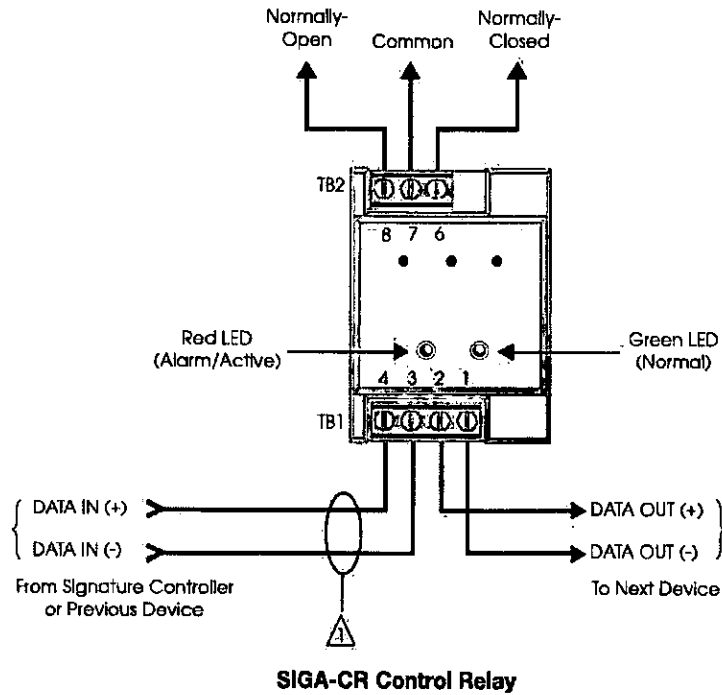 Normally-
Open
Common
Normally-
Closed
TB2
8 7 6
Red LED
(Alarm/Active)
Green LED
(Normal)
4 3 2 1
TB1
DATA IN (+)
DATA OUT (+)
DATA IN (-)
DATA OUT (-)
From Signature Controller
or Previous Device
To Next Device
1
SIGA-CR Control Relay